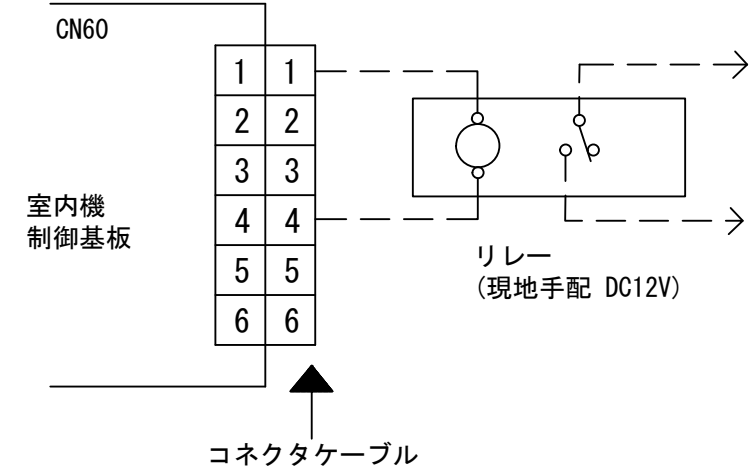 CN60
1 1
2 2
3 3
4 4
5 5
6 6
室内機
制御基板
リレー
(現地手配 DC12V)
コネクタケーブル